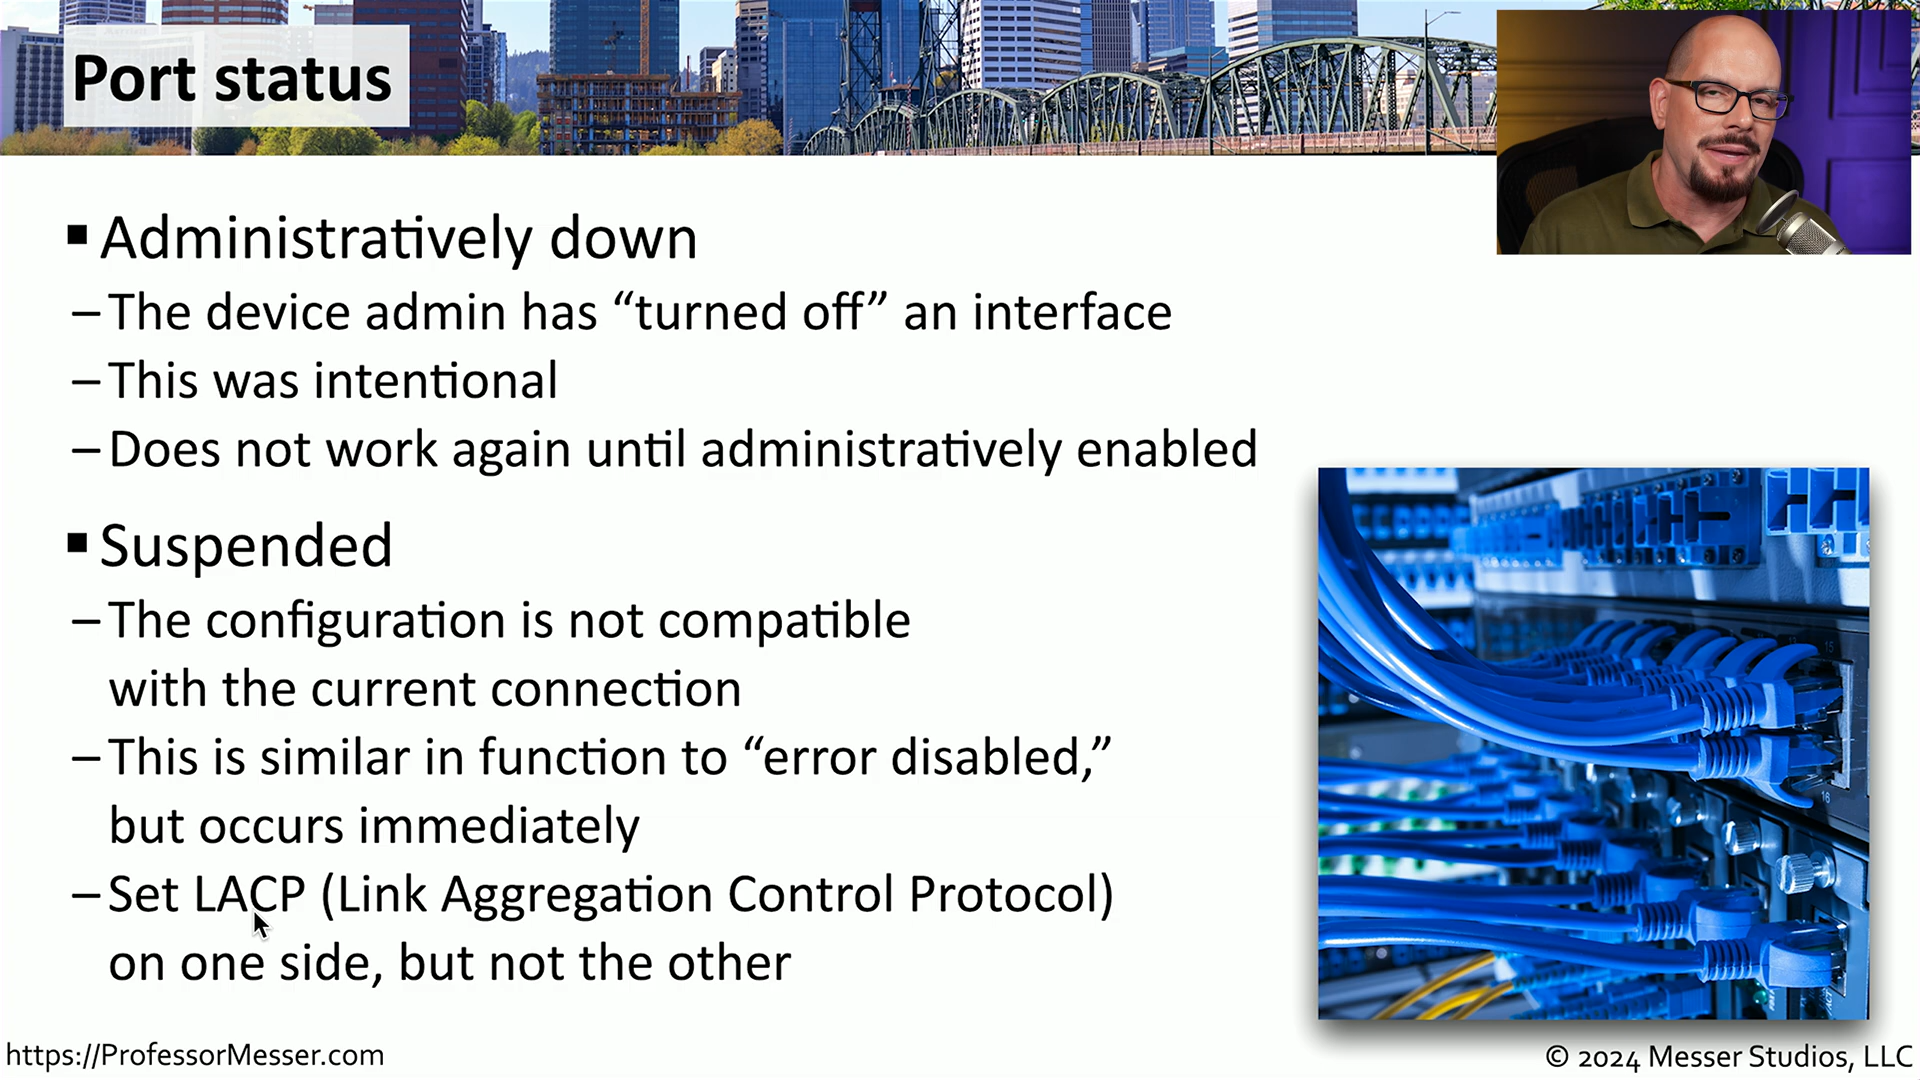 Port status
▪ Administratively down
– The device admin has “turned off” an interface
– This was intentional
– Does not work again until administratively enabled
▪ Suspended
– The configuration is not compatible
with the current connection
– This is similar in function to “error disabled,”
but occurs immediately
– Set LACP (Link Aggregation Control Protocol)
on one side, but not the other
15
16
https://ProfessorMesser.com
© 2024 Messer Studios, LLC